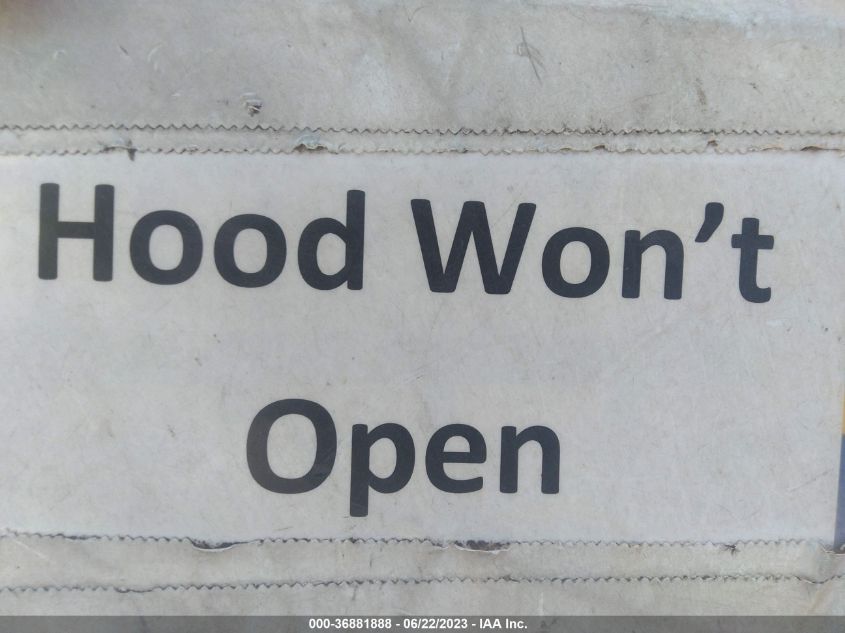 Hood Won’t
Open
000-36881888 - 06/22/2023 - IAA Inc.